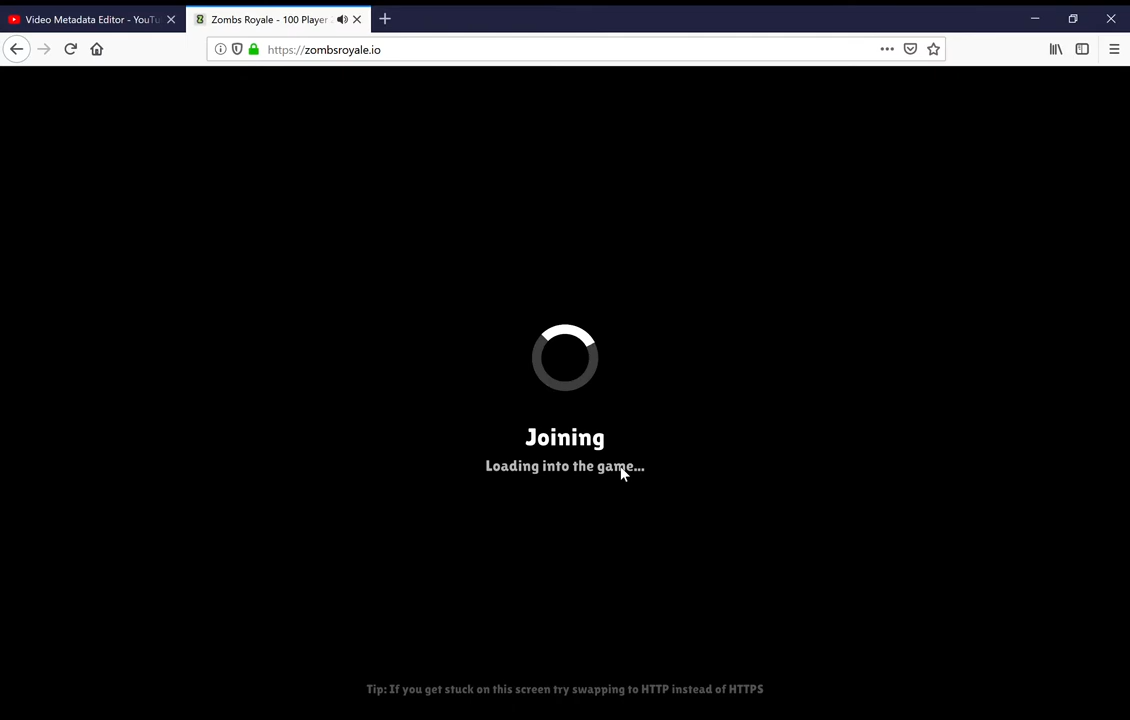 Video Metadata Editor - YouTu
Zombs Royale - 100 Player
https://zombsroyale.io
Joining
Loading into the game...
Tip: If you get stuck on this screen try swapping to HTTP instead of HTTPS